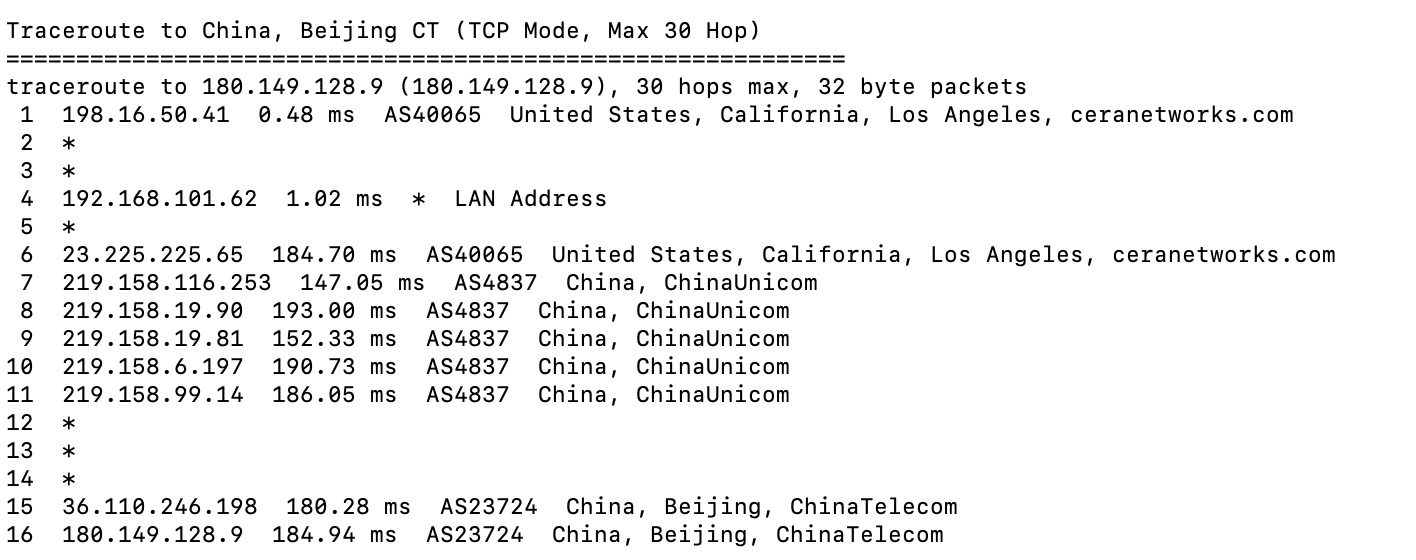 Traceroute to China, Beijing CT (TCP Mode, Max 30 Hop)
============================================================
traceroute to 180.149.128.9 (180.149.128.9), 30 hops max, 32 byte packets
 1  198.16.50.41  0.48 ms  AS40065  United States, California, Los Angeles, ceranetworks.com
 2  *
 3  *
 4  192.168.101.62  1.02 ms  *  LAN Address
 5  *
 6  23.225.225.65  184.70 ms  AS40065  United States, California, Los Angeles, ceranetworks.com
 7  219.158.116.253  147.05 ms  AS4837  China, ChinaUnicom
 8  219.158.19.90  193.00 ms  AS4837  China, ChinaUnicom
 9  219.158.19.81  152.33 ms  AS4837  China, ChinaUnicom
10  219.158.6.197  190.73 ms  AS4837  China, ChinaUnicom
11  219.158.99.14  186.05 ms  AS4837  China, ChinaUnicom
12  *
13  *
14  *
15  36.110.246.198  180.28 ms  AS23724  China, Beijing, ChinaTelecom
16  180.149.128.9  184.94 ms  AS23724  China, Beijing, ChinaTelecom